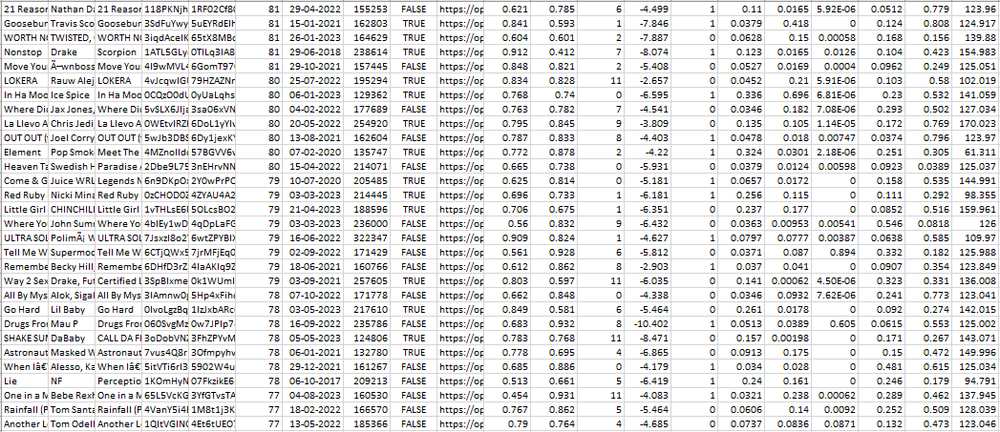 21 Reason Nathan Da 21 Reason 118PKNjh 1RFO2Cf80 81 29-04-2022 155253 FALSE https://op 0.621 0.785 6 -4.499 1 0.11 0.0165 5.92E-06 0.0512 0.779 123.96
Goosebum Travis Sco Goosebum 3SdFuYwy 5uEYRdEIh 81 15-01-2021 162803 TRUE https://op 0.841 0.593 1 -7.846 1 0.0379 0.418 0 0.124 0.808 124.917
WORTH NO TWISTED, WORTH NO 3iqdAceIK 65tX8MBc 81 26-01-2023 164629 TRUE https://op 0.604 0.601 2 -7.887 0 0.0628 0.15 0.00058 0.168 0.156 139.88
Nonstop Drake Scorpion 1ATL5GLy 0TlLq3lA8 81 29-06-2018 238614 TRUE https://op 0.912 0.412 7 -8.074 1 0.123 0.0165 0.0126 0.104 0.423 154.983
Move You Ã¬wnboss Move You 4I9wMVL 6GomT97 81 29-10-2021 157445 FALSE https://op 0.848 0.821 2 -5.408 0 0.0527 0.0169 0.0004 0.0962 0.249 125.051
LOKERA Rauw Alej LOKERA 4vJcqwIGl 79HZAZN 80 25-07-2022 195294 TRUE https://op 0.834 0.828 11 -2.657 0 0.0452 0.21 5.91E-06 0.103 0.58 102.019
In Ha Moo Ice Spice In Ha Moo 0CQzO0dU 0yUaLqhs 80 06-01-2023 129362 TRUE https://op 0.768 0.74 0 -6.595 1 0.336 0.696 6.81E-06 0.23 0.532 141.059
Where Di Jax Jones, Where Di 5vSLX6JIj 3sa06xVN 80 04-02-2022 177689 FALSE https://op 0.763 0.782 7 -4.541 0 0.0346 0.182 7.08E-06 0.293 0.502 127.034
La Llevo A Chris Jedi, La Llevo A 0WEtvIRZ 6DoL1yYIv 80 20-05-2022 254920 TRUE https://op 0.795 0.845 9 -3.809 0 0.135 0.105 1.14E-05 0.172 0.769 170.023
OUT OUT ( Joel Corry OUT OUT ( 5wJb3DBS 6Dy1jexK 80 13-08-2021 162604 FALSE https://op 0.787 0.833 8 -4.403 1 0.0478 0.018 0.00747 0.0374 0.796 123.97
Element Pop Smok Meet The 4MZnoIld 57BGVV6 80 07-02-2020 135747 TRUE https://op 0.772 0.878 2 -4.22 1 0.324 0.0301 2.18E-06 0.251 0.305 61.311
Heaven Ta Swedish H Paradise 2Dbe9L75 3nEHrvNN 80 15-04-2022 214071 FALSE https://op 0.665 0.738 0 -5.931 0 0.0379 0.0124 0.00598 0.0923 0.0389 125.037
Come & G Juice WRL Legends N 6n9DKpO 2Y0wPrPC 79 10-07-2020 205485 TRUE https://op 0.625 0.814 0 -5.181 1 0.0657 0.0172 0 0.158 0.535 144.991
Red Ruby Nicki Mina Red Ruby 0zCHOD0 4ZYAU4A2 79 03-03-2023 214445 TRUE https://op 0.696 0.733 1 -6.181 1 0.256 0.115 0 0.111 0.292 98.355
Little Girl CHINCHIL Little Girl 1vTHLsE6 5OLcsBO2 79 21-04-2023 188596 TRUE https://op 0.706 0.675 1 -6.351 0 0.237 0.177 0 0.0852 0.516 159.961
Where Yo John Sum Where Yo 4bIEy1wD 4qDpLaFG 79 03-03-2023 236000 FALSE https://op 0.56 0.832 9 -6.432 0 0.0363 0.00953 0.00541 0.546 0.0818 126
ULTRA SOL PolimÃ¡ W ULTRA SOL 7Jsxzl8o2 6wtZPYBI 79 16-06-2022 322347 FALSE https://op 0.909 0.824 1 -4.627 1 0.0797 0.0777 0.00387 0.0638 0.585 109.97
Tell Me W Supermod Tell Me W 6CTjQWx5 7jrMFjEq 79 02-09-2022 171429 FALSE https://op 0.561 0.928 6 -5.812 0 0.0371 0.087 0.894 0.332 0.182 125.988
Remembe Becky Hill, Remembe 6DHfD3rZ 4IaAKIq9Z 79 18-06-2021 160766 FALSE https://op 0.612 0.862 8 -2.903 1 0.037 0.041 0 0.0907 0.354 123.849
Way 2 Sex Drake, Fut Certified L 3SpBIxme 0k1WUmI 79 03-09-2021 257605 TRUE https://op 0.803 0.597 11 -6.035 0 0.141 0.00062 4.50E-06 0.323 0.331 136.008
All By Mys Alok, Sigal All By Mys 3IAmnw0 5Hp4xFih 78 07-10-2022 171778 FALSE https://op 0.662 0.848 0 -4.338 0 0.0346 0.0932 7.62E-06 0.241 0.773 123.041
Go Hard Lil Baby Go Hard 0IvoLgzBq 1IzJxbARc 78 03-05-2023 217610 TRUE https://op 0.849 0.581 6 -5.464 0 0.261 0.0178 0 0.092 0.274 142.015
Drugs Fro Mau P Drugs Fro 060SvgMz 0w7JPIp7 78 16-09-2022 235786 FALSE https://op 0.683 0.932 8 -10.402 1 0.0513 0.0389 0.605 0.0615 0.553 125.002
SHAKE SUN DaBaby CALL DA FI 3oDobVN 3FhZPYvM 78 05-05-2023 124806 TRUE https://op 0.783 0.768 11 -8.471 0 0.157 0.00198 0 0.171 0.267 143.071
Astronaut Masked W Astronaut 7vus4Q8r 3Ofmpyhv 78 06-01-2021 132780 TRUE https://op 0.778 0.695 4 -6.865 0 0.0913 0.175 0 0.15 0.472 149.996
When Iâ€ Alesso, Ka When Iâ€ 5itVTi6rI3 5902W4u 78 29-12-2021 161267 FALSE https://op 0.685 0.886 0 -4.179 1 0.034 0.028 0 0.481 0.615 125.034
Lie NF Perceptio 1KOmHyN 07FkzikE6 78 06-10-2017 209213 FALSE https://op 0.513 0.661 5 -6.419 1 0.24 0.161 0 0.246 0.179 94.791
One in a M Bebe Rexh One in a M 65L5VcKG 3YfGTvsTA 77 04-08-2023 160530 FALSE https://op 0.454 0.931 11 -4.083 1 0.0321 0.238 0.00062 0.289 0.462 137.945
Rainfall (P Tom Santa Rainfall (P 4VanY5i4l 1M8t1j3K 77 18-02-2022 166570 FALSE https://op 0.767 0.862 5 -5.464 0 0.0606 0.14 0.0092 0.252 0.509 128.039
Another L Tom Odell Another L 1QJtVGIN 4Et6tUEO 77 13-05-2022 185366 FALSE https://op 0.79 0.764 4 -4.685 0 0.0737 0.0836 0.0871 0.132 0.473 123.046